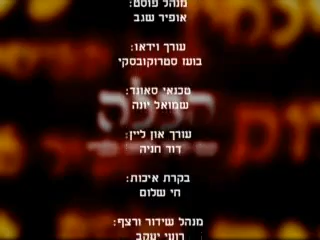 מנהל פוסט:
אופיר שגב
עורך וידאו:
בועז סטרוקובסקי
טכנאי סאונד:
שמואל יונה
עורך און ליין:
דוד חניה
בקרת איכות:
חי שלום
מנהל שידור ורצף:
רועי יעקב